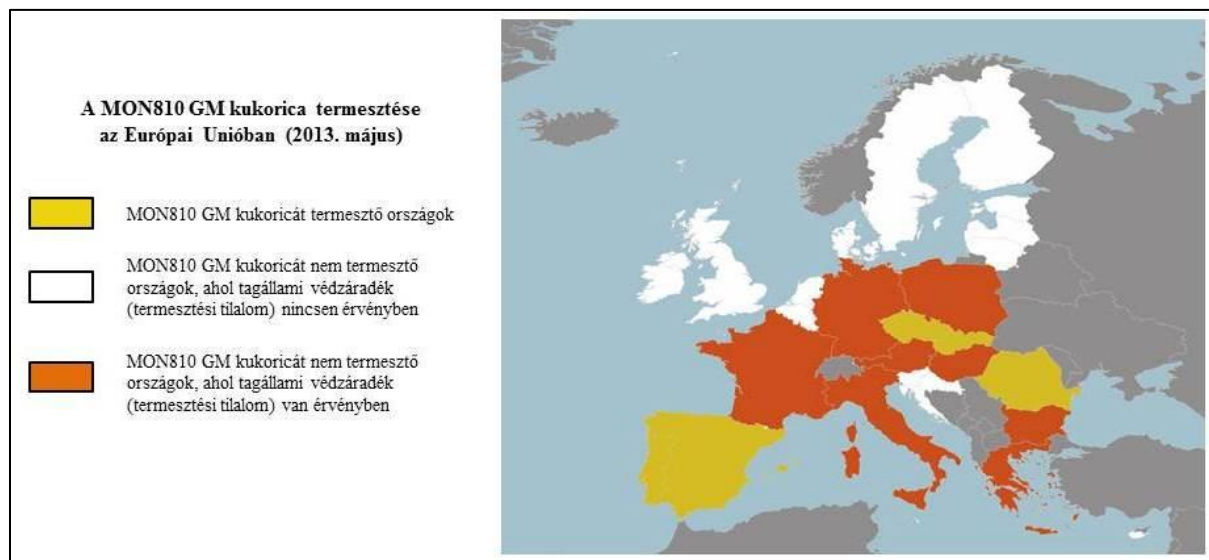 A MON810 GM kukorica termesztése
az Európai Unióban (2013. május)
MON810 GM kukoricát termesztő országok
MON810 GM kukoricát nem termesztő
országok, ahol tagállami védzáradék
(termesztési tilalom) nincsen érvényben
MON810 GM kukoricát nem termesztő
országok, ahol tagállami védzáradék
(termesztési tilalom) van érvényben